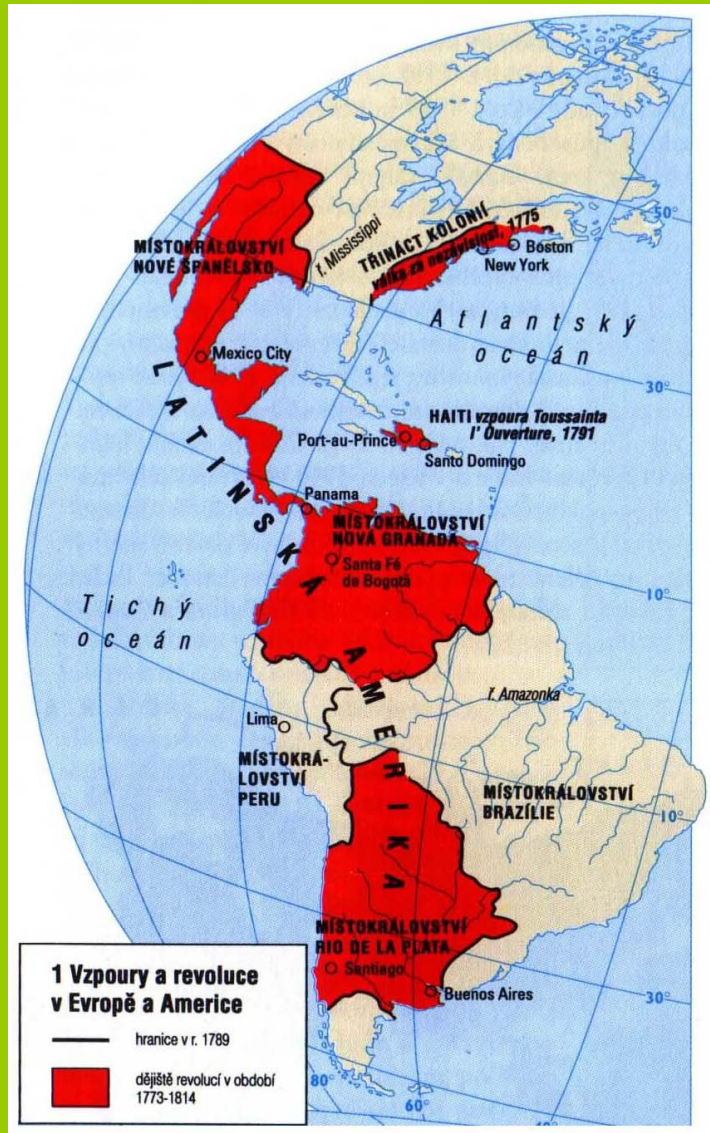 50°
ř. Mississippi
TŘINÁCT KOLONIÍ
válka za nezávislost, 1775
Boston
New York
MÍSTOKRÁLOVSTVÍ
NOVÉ ŠPANĚLSKO
Atlantský
oceán
30°
Mexico City
LATINSKÁ AMERIKA
HAITI vzpoura Toussainta
l' Ouverture, 1791
Port-au-Prince
Santo Domingo
Panama
MÍSTOKRÁLOVSTVÍ
NOVÁ GRANADA
Santa Fé
de Bogotá
10°
Tichý
oceán
ř. Amazonka
Lima
MÍSTOKRÁ-
LOVSTVÍ
PERU
MÍSTOKRÁLOVSTVÍ
BRAZÍLIE
10°
MÍSTOKRÁLOVSTVÍ
RIO DE LA PLATA
Santiago
Buenos Aires
30°
1 Vzpoury a revoluce
v Evropě a Americe
hranice v r. 1789
dějiště revolucí v období
1773-1814
80°
60°